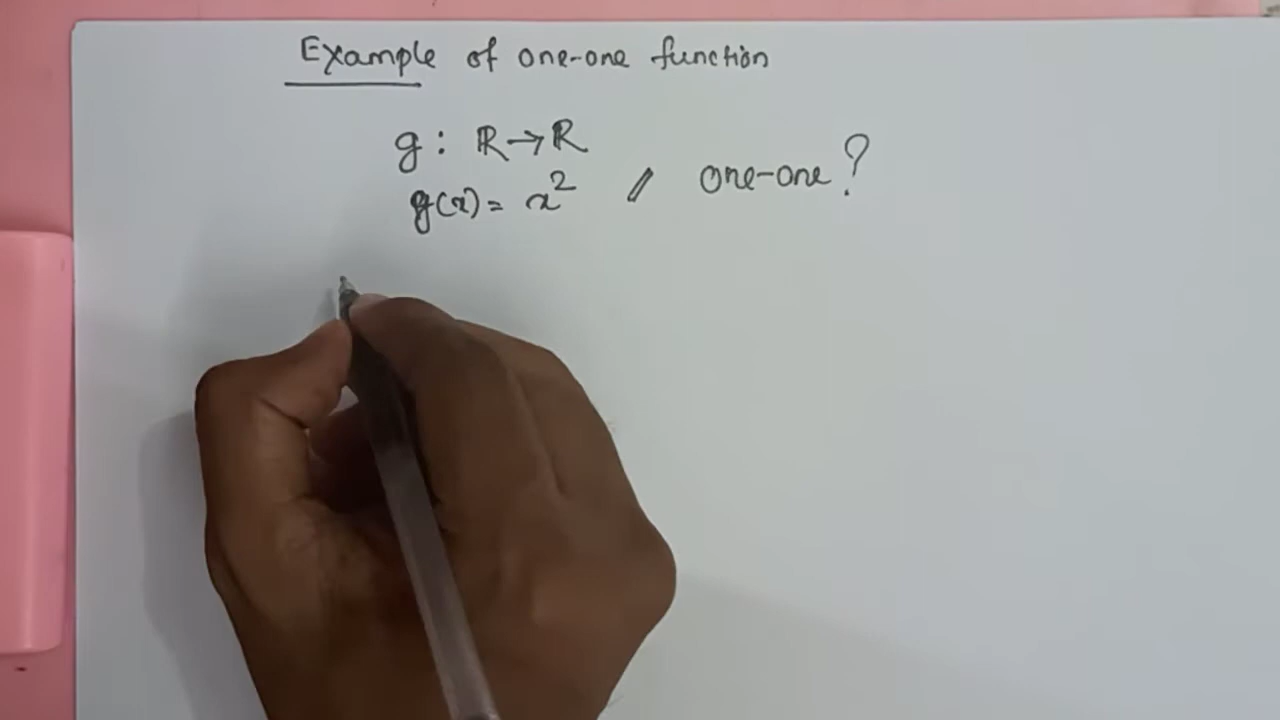 Example of one-one function
g: ℝ→ℝ
g(x) = x² / one-one?